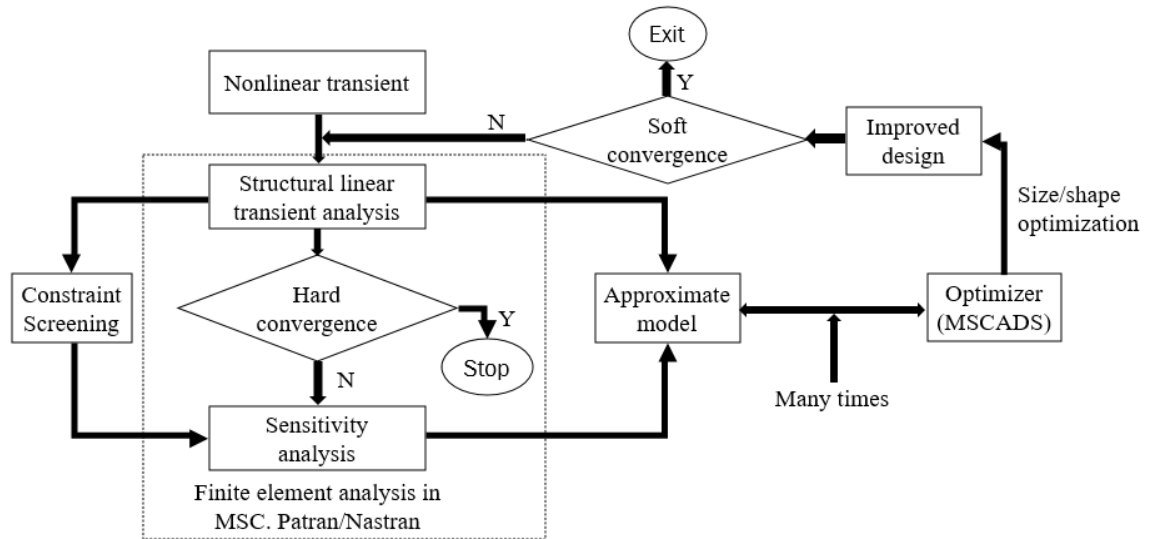 Exit
Nonlinear transient
Y
N
Soft
convergence
Improved
design
Structural linear
transient analysis
Size/shape
optimization
Constraint
Screening
Hard
convergence
Y
Approximate
model
Optimizer
(MSCADS)
Stop
N
Many times
Sensitivity
analysis
Finite element analysis in
MSC. Patran/Nastran